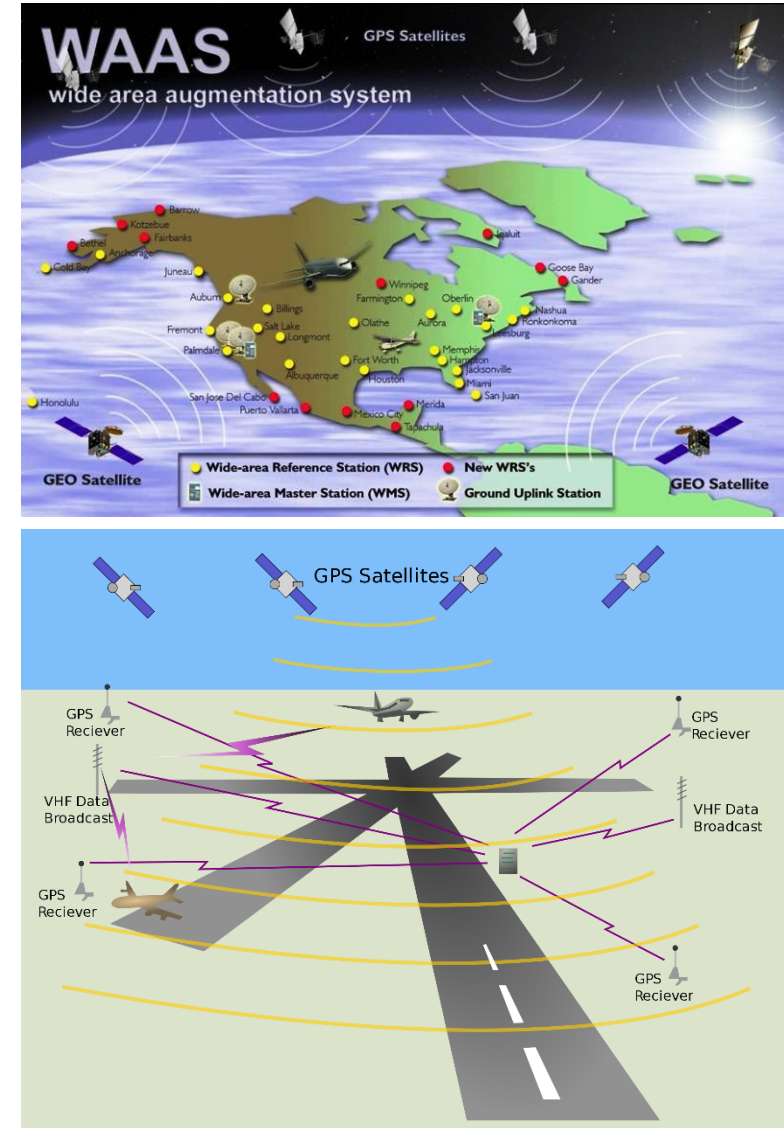 WAAS
GPS Satellites
wide area augmentation system
Barrow
Kotzebue
Fairbanks
Bethel
Anchorage
Cold Bay
Juneau
Iqaluit
Goose Bay
Gander
Winnipeg
Auburn
Farmington
Oberlin
Billings
Nashua
Ronkonkoma
Fremont
Salt Lake
Olathe
Aurora
Leesburg
Longmont
Palmdale
Memphis
Fort Worth
Hampton
Albuquerque
Houston
Jacksonville
Miami
San Juan
Honolulu
San Jose Del Cabo
Puerto Vallarta
Mexico City
Merida
Tapachula
GEO Satellite
GEO Satellite
Wide-area Reference Station (WRS)
New WRS's
Wide-area Master Station (WMS)
Ground Uplink Station
GPS Satellites
GPS
Reciever
GPS
Reciever
VHF Data
Broadcast
VHF Data
Broadcast
GPS
Reciever
GPS
Reciever